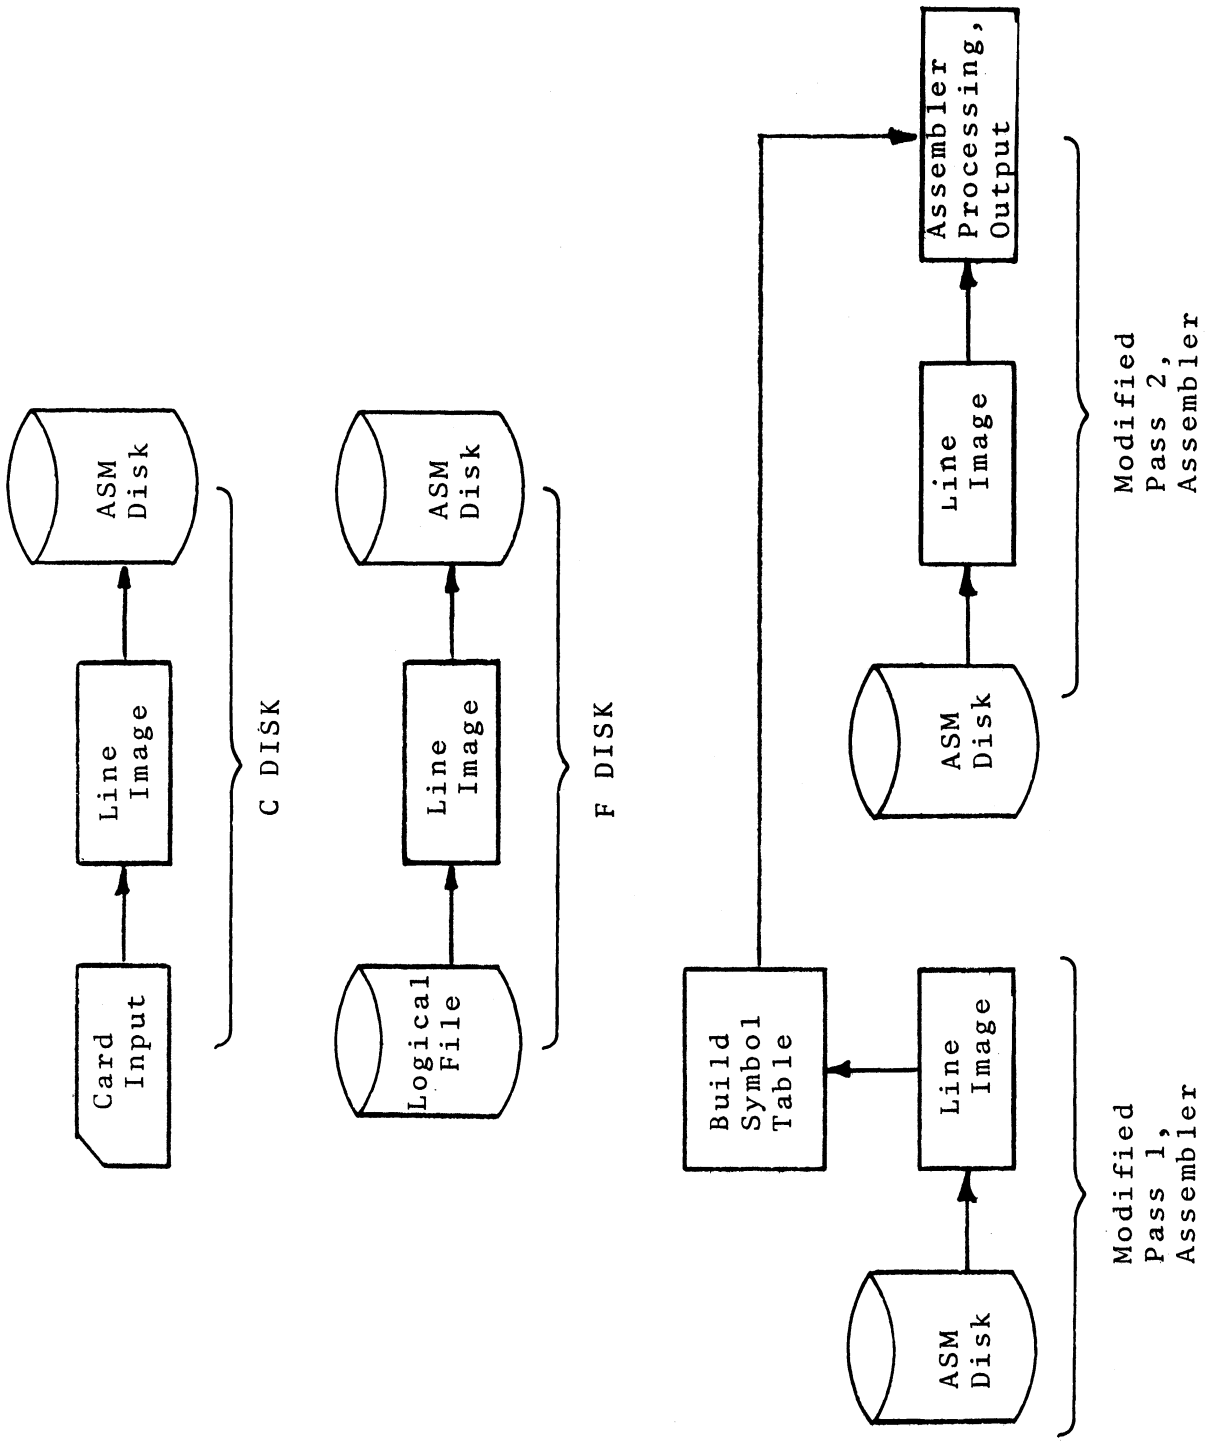 Card
Input
Line
Image
ASM
Disk
C DISK
Logical
File
Line
Image
ASM
Disk
F DISK
Build
Symbol
Table
ASM
Disk
Line
Image
Modified
Pass 1,
Assembler
ASM
Disk
Line
Image
Assembler
Processing,
Output
Modified
Pass 2,
Assembler